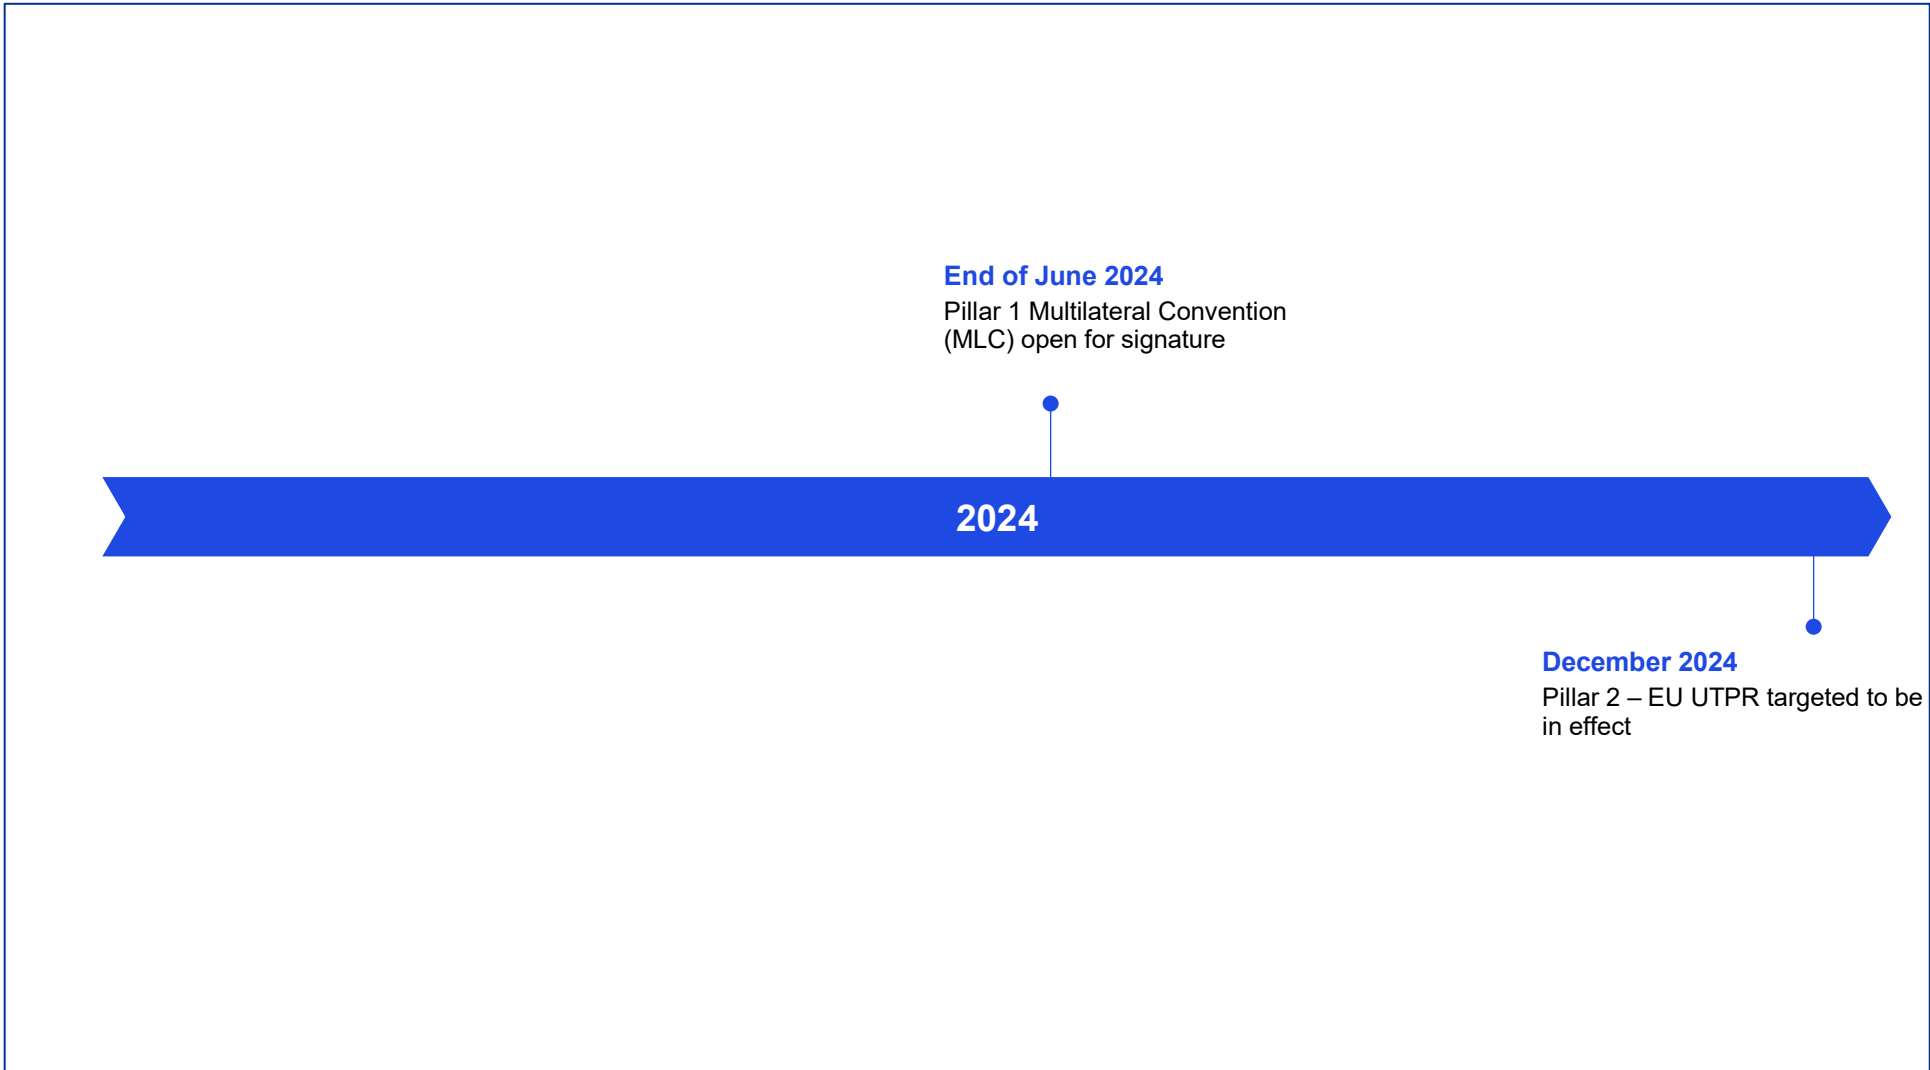 End of June 2024
Pillar 1 Multilateral Convention
(MLC) open for signature
2024
December 2024
Pillar 2 – EU UTPR targeted to be
in effect